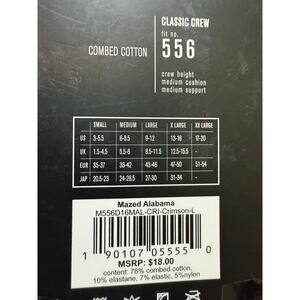 CLASSIC CREW
COMBED COTTON
fit no.
556
crew height
medium cushion
medium support
SMALL MEDIUM LARGE X LARGE XX LARGE
US 3-5.5 6-8.5 9-12 13-16 17-20
UK 1.5-4.5 5.5-8 8.5-11.5 12.5-15.5 -
EUR 35-37 38-42 43-46 47-50 51-54
JAP 20.5-23 24-26.5 27-30 31-34 -
Mazed Alabama
M556D16MAL-CRI-Crimson-L
1 90107 05555 0
MSRP: $18.00
content: 78% combed cotton,
10% elastane, 7% elastic, 5%nylon